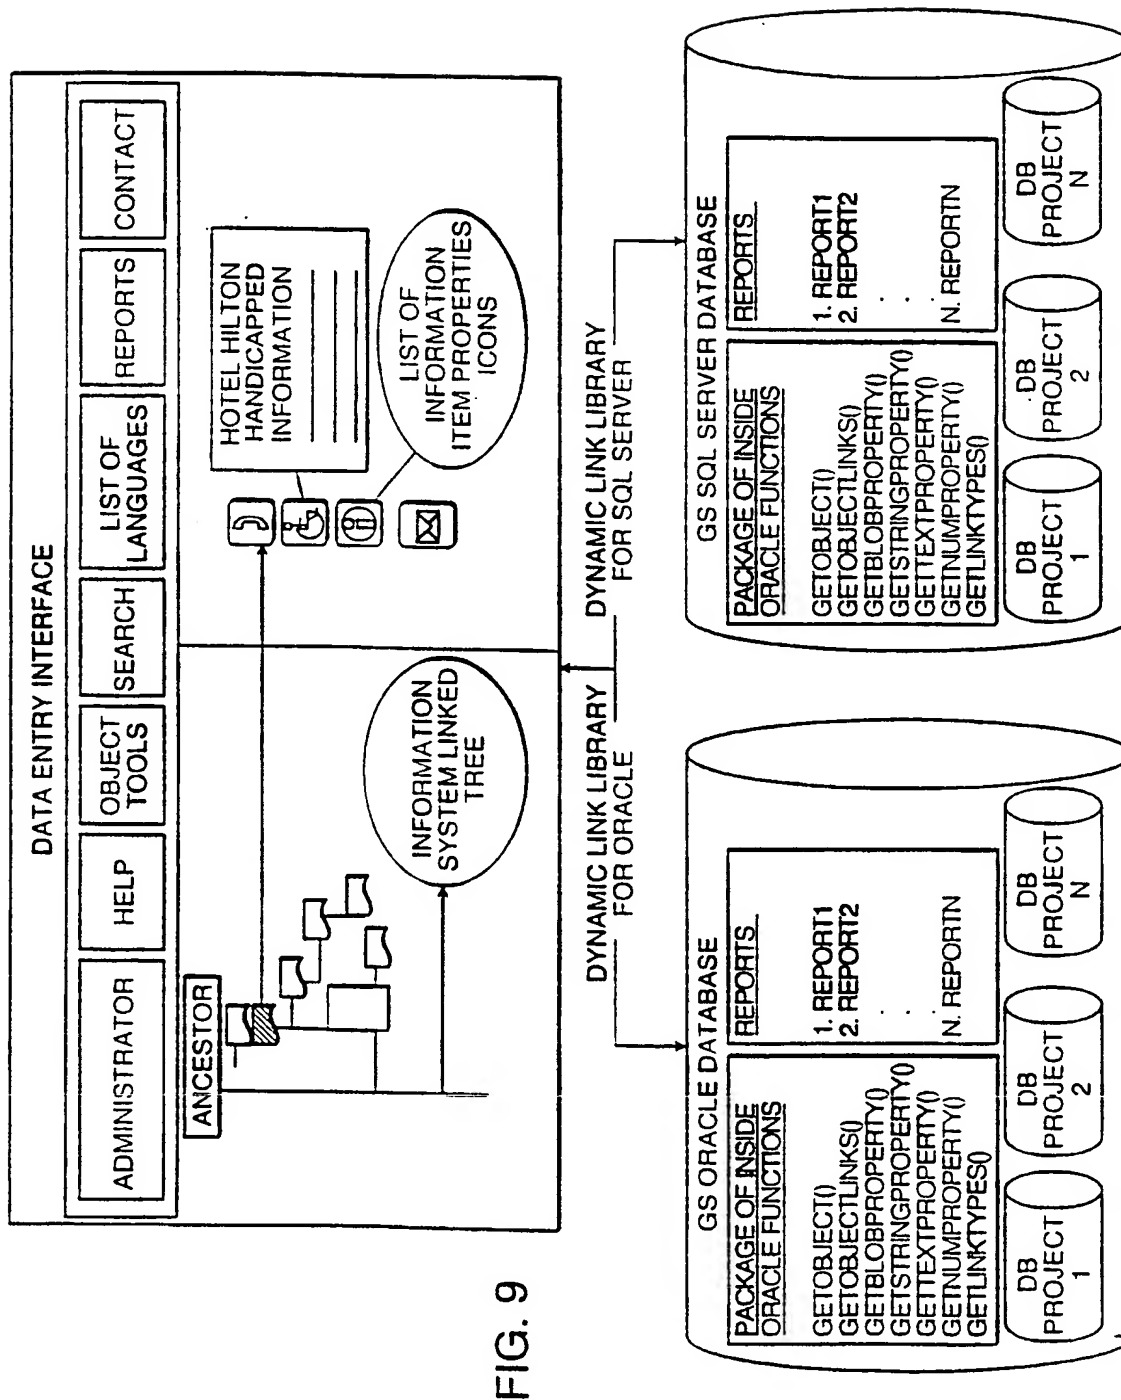 DATA ENTRY INTERFACE
ADMINISTRATOR
HELP
OBJECT
TOOLS
SEARCH
LIST OF
LANGUAGES
REPORTS
CONTACT
ANCESTOR
INFORMATION
SYSTEM LINKED
TREE
HOTEL HILTON
HANDICAPPED
INFORMATION
LIST OF
INFORMATION
ITEM PROPERTIES
ICONS
DYNAMIC LINK LIBRARY
FOR ORACLE
DYNAMIC LINK LIBRARY
FOR SQL SERVER
GS ORACLE DATABASE
PACKAGE OF INSIDE
ORACLE FUNCTIONS
GETOBJECT()
GETOBJECTLINKS()
GETBLOBPROPERTY()
GETSTRINGPROPERTY()
GETTEXTPROPERTY()
GETNUMPROPERTY()
GETLINKTYPES()
REPORTS
1. REPORT1
2. REPORT2
.
.
N. REPORTN
DB
PROJECT
1
DB
PROJECT
2
DB
PROJECT
N
GS SQL SERVER DATABASE
PACKAGE OF INSIDE
ORACLE FUNCTIONS
GETOBJECT()
GETOBJECTLINKS()
GETBLOBPROPERTY()
GETSTRINGPROPERTY()
GETTEXTPROPERTY()
GETNUMPROPERTY()
GETLINKTYPES()
REPORTS
1. REPORT1
2. REPORT2
.
.
N. REPORTN
DB
PROJECT
1
DB
PROJECT
2
DB
PROJECT
N
FIG. 9